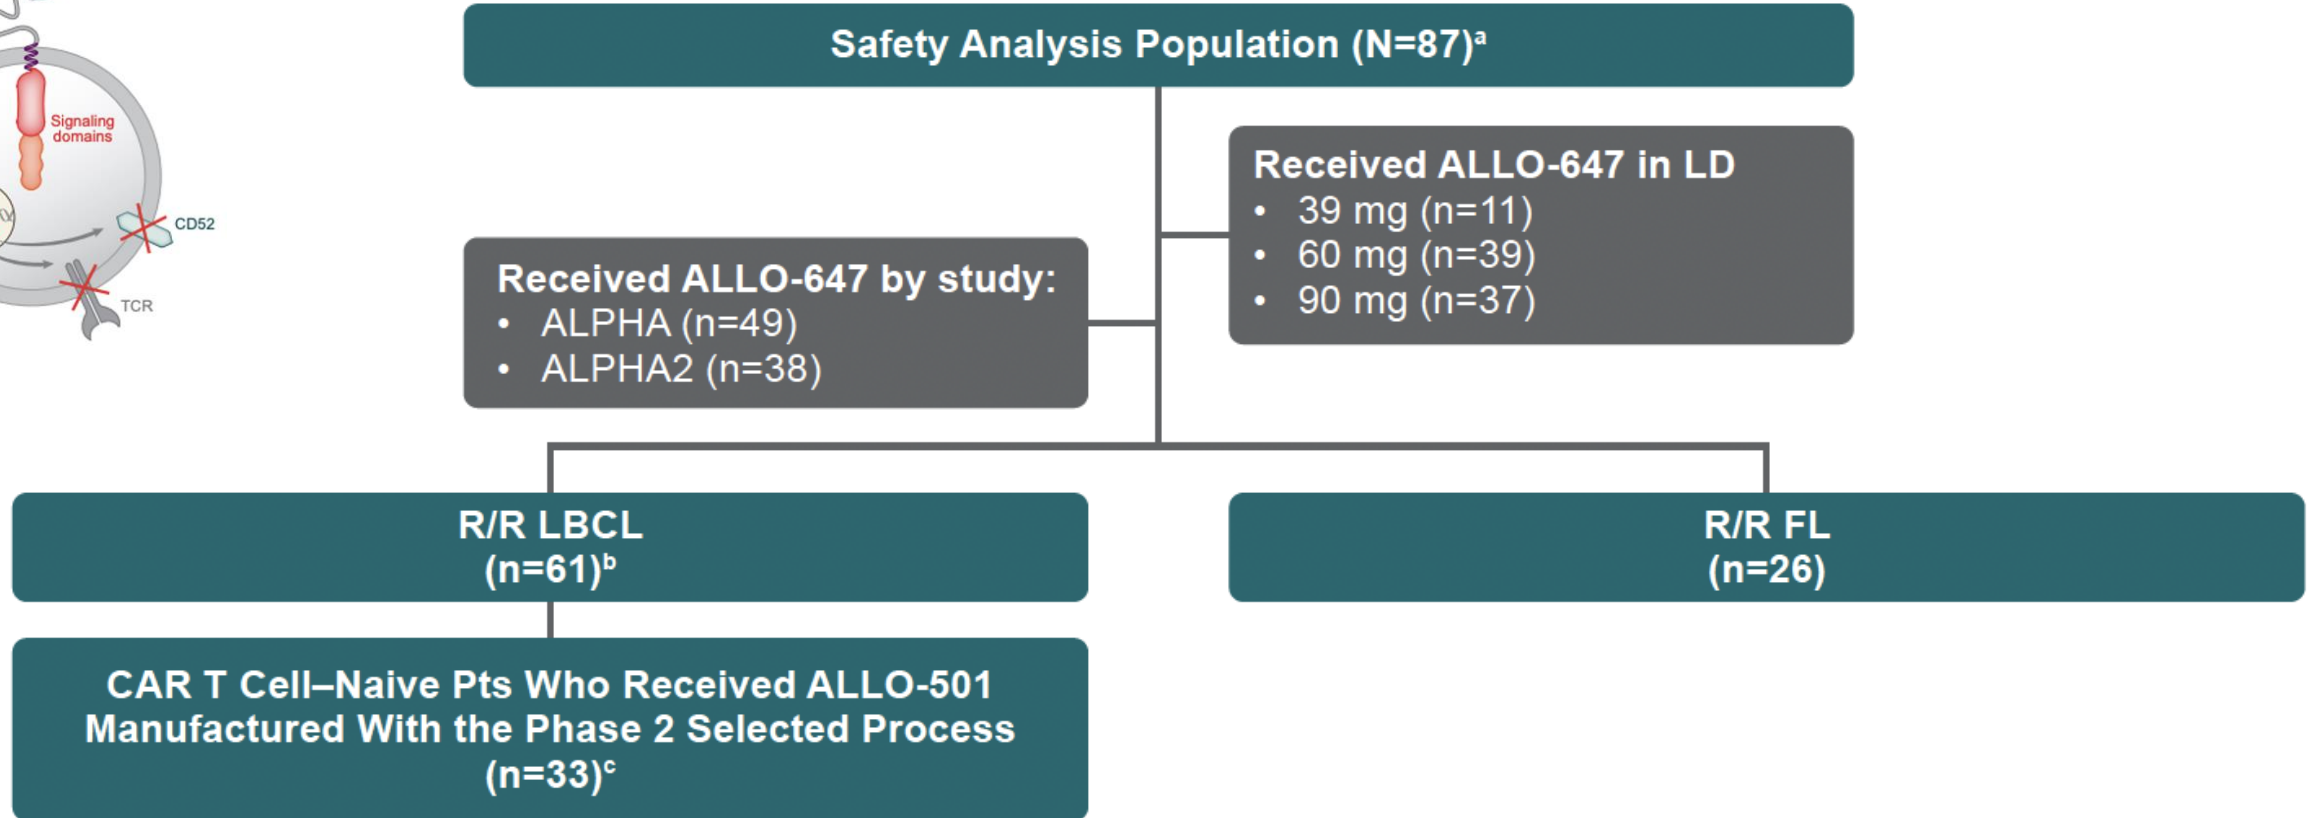 Safety Analysis Population (N=87)ᵃ
Signaling
domains
CD52
TCR
Received ALLO-647 in LD
• 39 mg (n=11)
• 60 mg (n=39)
• 90 mg (n=37)
Received ALLO-647 by study:
• ALPHA (n=49)
• ALPHA2 (n=38)
R/R LBCL
(n=61)ᵇ
R/R FL
(n=26)
CAR T Cell–Naive Pts Who Received ALLO-501
Manufactured With the Phase 2 Selected Process
(n=33)ᶜ